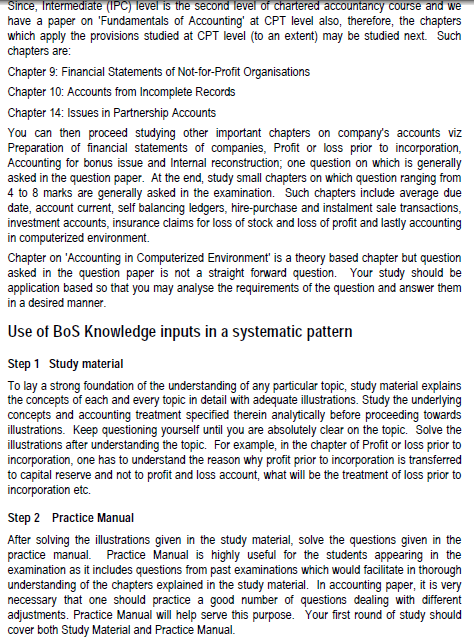 Since, Intermediate (IPC) level is the second level of chartered accountancy course and we
have a paper on 'Fundamentals of Accounting' at CPT level also, therefore, the chapters
which apply the provisions studied at CPT level (to an extent) may be studied next. Such
chapters are:
Chapter 9: Financial Statements of Not-for-Profit Organisations
Chapter 10: Accounts from Incomplete Records
Chapter 14: Issues in Partnership Accounts
You can then proceed studying other important chapters on company's accounts viz
Preparation of financial statements of companies, Profit or loss prior to incorporation,
Accounting for bonus issue and Internal reconstruction; one question on which is generally
asked in the question paper. At the end, study small chapters on which question ranging from
4 to 8 marks are generally asked in the examination. Such chapters include average due
date, account current, self balancing ledgers, hire-purchase and instalment sale transactions,
investment accounts, insurance claims for loss of stock and loss of profit and lastly accounting
in computerized environment.
Chapter on 'Accounting in Computerized Environment' is a theory based chapter but question
asked in the question paper is not a straight forward question. Your study should be
application based so that you may analyse the requirements of the question and answer them
in a desired manner.
Use of BoS Knowledge inputs in a systematic pattern
Step 1 Study material
To lay a strong foundation of the understanding of any particular topic, study material explains
the concepts of each and every topic in detail with adequate illustrations. Study the underlying
concepts and accounting treatment specified therein analytically before proceeding towards
illustrations. Keep questioning yourself until you are absolutely clear on the topic. Solve the
illustrations after understanding the topic. For example, in the chapter of Profit or loss prior to
incorporation, one has to understand the reason why profit prior to incorporation is transferred
to capital reserve and not to profit and loss account, what will be the treatment of loss prior to
incorporation etc.
Step 2 Practice Manual
After solving the illustrations given in the study material, solve the questions given in the
practice manual. Practice Manual is highly useful for the students appearing in the
examination as it includes questions from past examinations which would facilitate in thorough
understanding of the chapters explained in the study material. In accounting paper, it is very
necessary that one should practice a good number of questions dealing with different
adjustments. Practice Manual will help serve this purpose. Your first round of study should
cover both Study Material and Practice Manual.